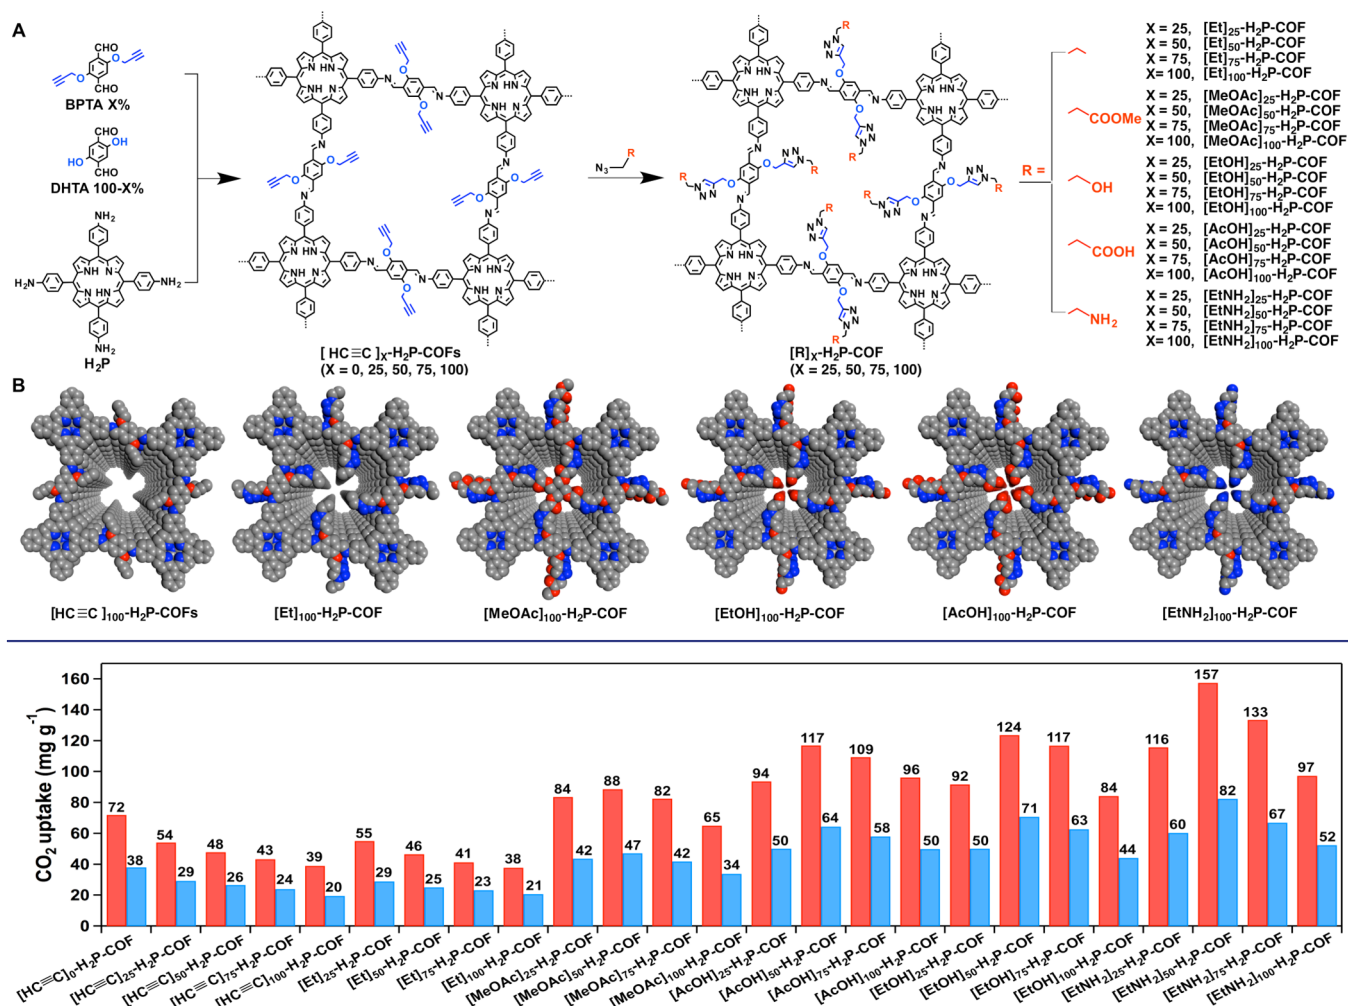 A
CHO
O
O
CHO
BPTA X%
CHO
OH
HO
CHO
DHTA 100-X%
NH₂
NH N
N HN
H₂N
NH₂
NH₂
H₂P
[ HC≡C ]ₓ-H₂P-COFs
(X = 0, 25, 50, 75, 100)
N₃
R
[R]ₓ-H₂P-COF
(X = 25, 50, 75, 100)
R =
X = 25, [Et]₂₅-H₂P-COF
X = 50, [Et]₅₀-H₂P-COF
X = 75, [Et]₇₅-H₂P-COF
X= 100, [Et]₁₀₀-H₂P-COF
COOMe
X = 25, [MeOAc]₂₅-H₂P-COF
X = 50, [MeOAc]₅₀-H₂P-COF
X = 75, [MeOAc]₇₅-H₂P-COF
X = 100, [MeOAc]₁₀₀-H₂P-COF
OH
X = 25, [EtOH]₂₅-H₂P-COF
X = 50, [EtOH]₅₀-H₂P-COF
X = 75, [EtOH]₇₅-H₂P-COF
X= 100, [EtOH]₁₀₀-H₂P-COF
COOH
X = 25, [AcOH]₂₅-H₂P-COF
X = 50, [AcOH]₅₀-H₂P-COF
X = 75, [AcOH]₇₅-H₂P-COF
X = 100, [AcOH]₁₀₀-H₂P-COF
NH₂
X = 25, [EtNH₂]₂₅-H₂P-COF
X = 50, [EtNH₂]₅₀-H₂P-COF
X = 75, [EtNH₂]₇₅-H₂P-COF
X = 100, [EtNH₂]₁₀₀-H₂P-COF
B
[HC≡C ]₁₀₀-H₂P-COFs
[Et]₁₀₀-H₂P-COF
[MeOAc]₁₀₀-H₂P-COF
[EtOH]₁₀₀-H₂P-COF
[AcOH]₁₀₀-H₂P-COF
[EtNH₂]₁₀₀-H₂P-COF
CO₂ uptake (mg g⁻¹)
160
140
120
100
80
60
40
20
0
72 38
54 29
48 26
43 24
39 20
55 29
46 25
41 23
38 21
84 42
88 47
82 42
65 34
94 50
117 64
109 58
96 50
92 50
124 71
117 63
84 44
116 60
157 82
133 67
97 52
[HC≡C]₀-H₂P-COF
[HC≡C]₂₅-H₂P-COF
[HC≡C]₅₀-H₂P-COF
[HC≡C]₇₅-H₂P-COF
[HC≡C]₁₀₀-H₂P-COF
[Et]₂₅-H₂P-COF
[Et]₅₀-H₂P-COF
[Et]₇₅-H₂P-COF
[Et]₁₀₀-H₂P-COF
[MeOAc]₂₅-H₂P-COF
[MeOAc]₅₀-H₂P-COF
[MeOAc]₇₅-H₂P-COF
[MeOAc]₁₀₀-H₂P-COF
[AcOH]₂₅-H₂P-COF
[AcOH]₅₀-H₂P-COF
[AcOH]₇₅-H₂P-COF
[AcOH]₁₀₀-H₂P-COF
[EtOH]₂₅-H₂P-COF
[EtOH]₅₀-H₂P-COF
[EtOH]₇₅-H₂P-COF
[EtOH]₁₀₀-H₂P-COF
[EtNH₂]₂₅-H₂P-COF
[EtNH₂]₅₀-H₂P-COF
[EtNH₂]₇₅-H₂P-COF
[EtNH₂]₁₀₀-H₂P-COF